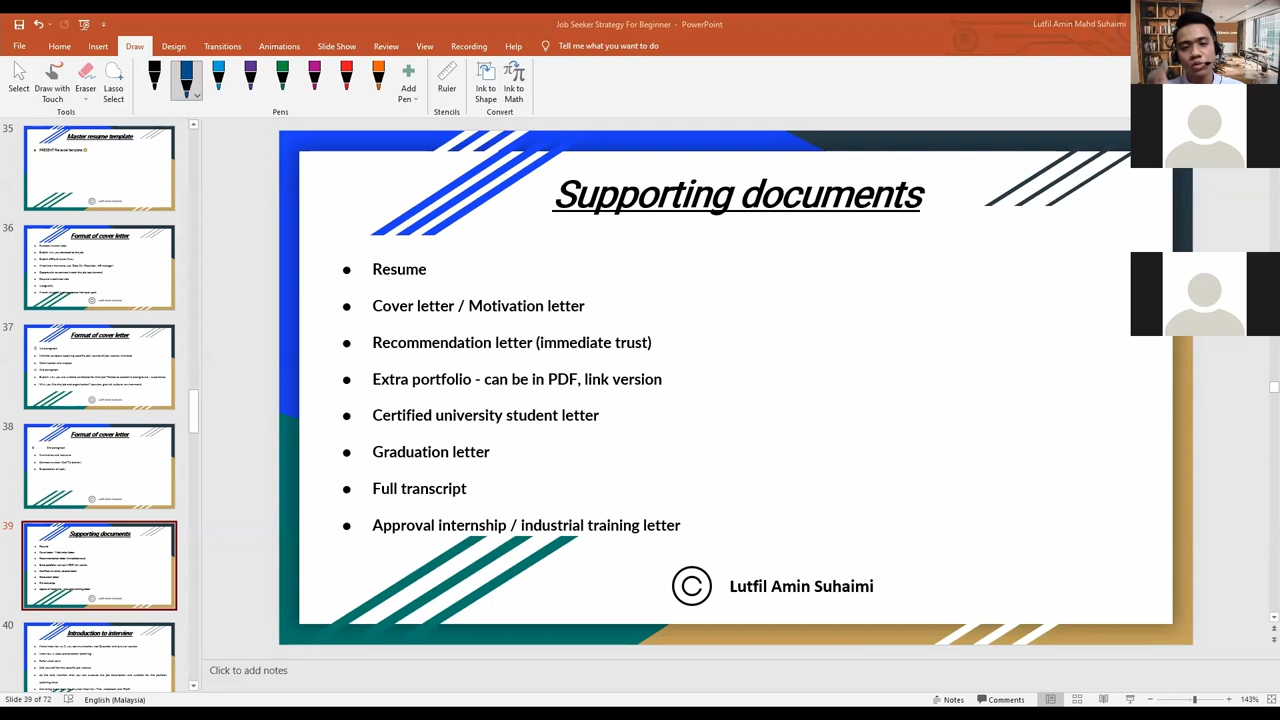 Job Seeker Strategy For Beginner - PowerPoint
Lutfil Amin Mahd Suhaimi
File Home Insert Draw Design Transitions Animations Slide Show Review View Recording Help Tell me what you want to do
Select
Draw with Touch
Eraser
Lasso Select
Add Pen
Ruler
Ink to Shape
Ink to Math
Tools
Pens
Stencils
Convert
35
Master resume template
36
Format of cover letter
37
Format of cover letter
38
Format of cover letter
39
Supporting documents
40
Introduction to interview
Supporting documents
● Resume
● Cover letter / Motivation letter
● Recommendation letter (immediate trust)
● Extra portfolio - can be in PDF, link version
● Certified university student letter
● Graduation letter
● Full transcript
● Approval internship / industrial training letter
© Lutfil Amin Suhaimi
Click to add notes
Slide 39 of 72 English (Malaysia) Notes Comments 143%